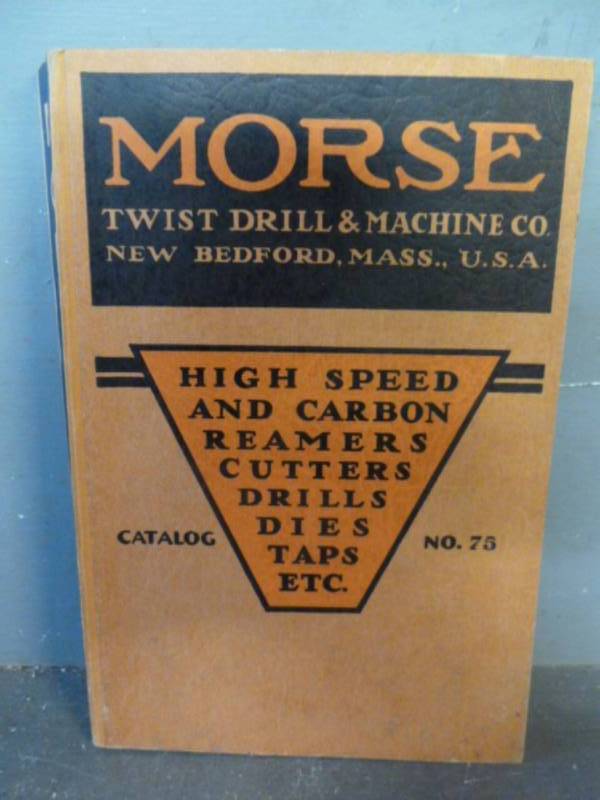 MORSE
TWIST DRILL & MACHINE CO.
NEW BEDFORD, MASS., U.S.A.
HIGH SPEED
AND CARBON
REAMERS
CUTTERS
DRILLS
DIES
TAPS
ETC.
CATALOG NO. 75